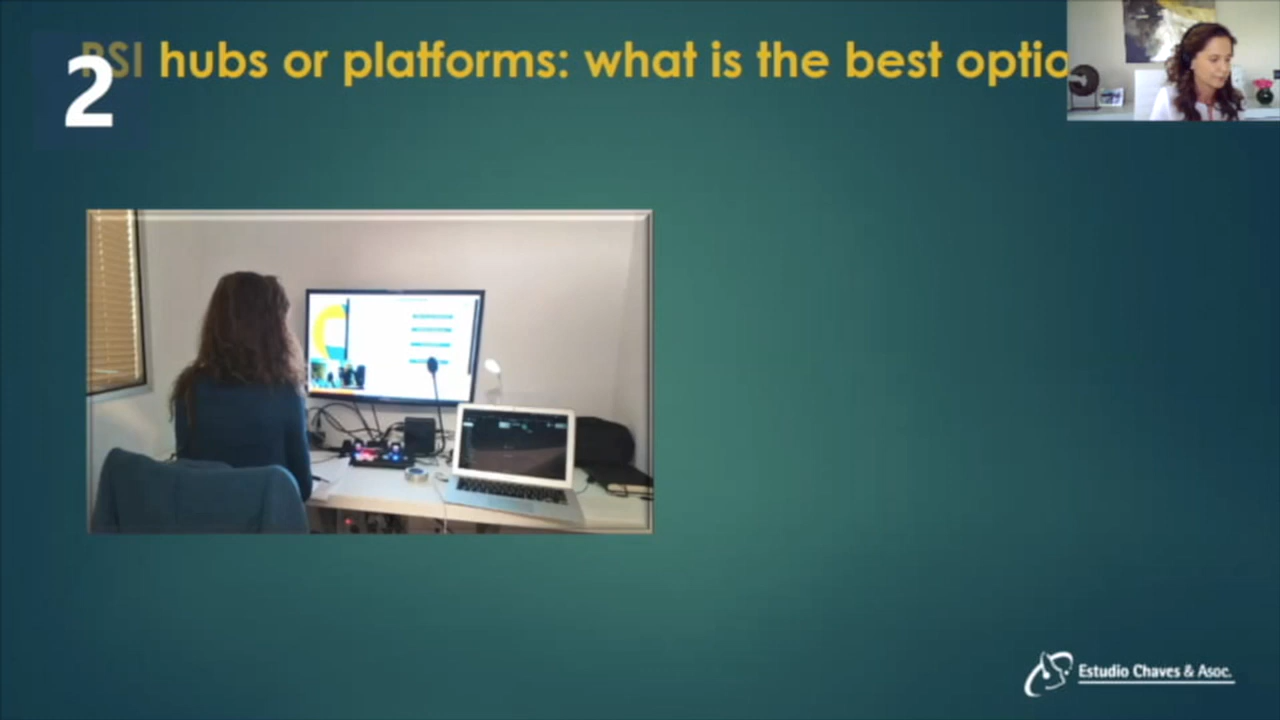 RSI hubs or platforms: what is the best optio
2
Estudio Chaves & Asoc.